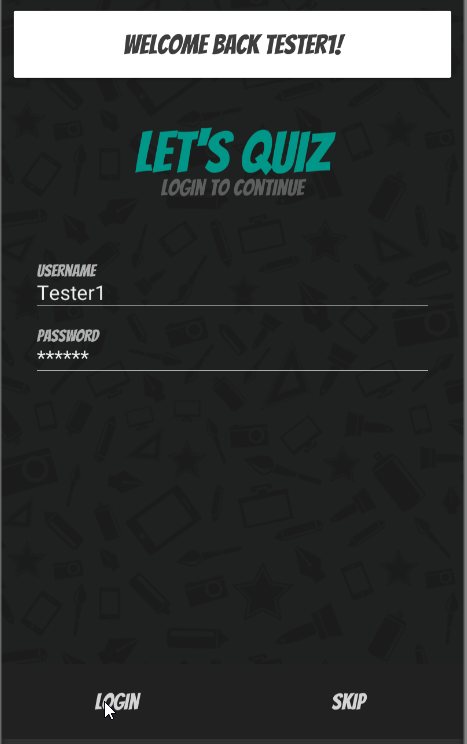 WELCOME BACK TESTER1!
LET'S QUIZ
LOGIN TO CONTINUE
USERNAME
Tester1
PASSWORD
******
LOGIN SKIP